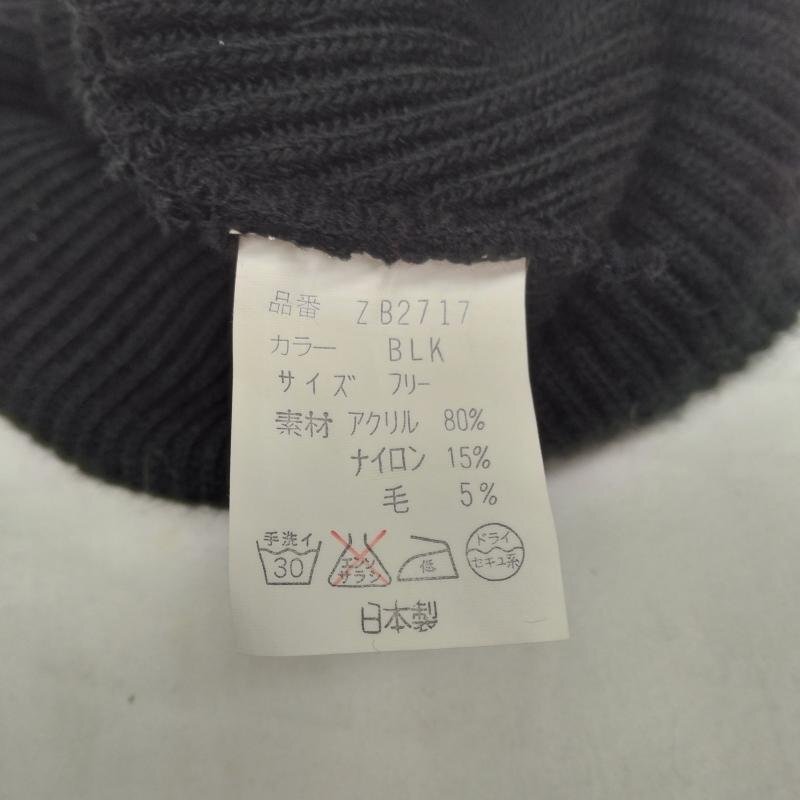 品番 ZB2717
カラー BLK
サイズ フリー
素材 アクリル 80%
ナイロン 15%
毛 5%
手洗イ 30
エンソサラシ
低
ドライ
セキユ系
日本製